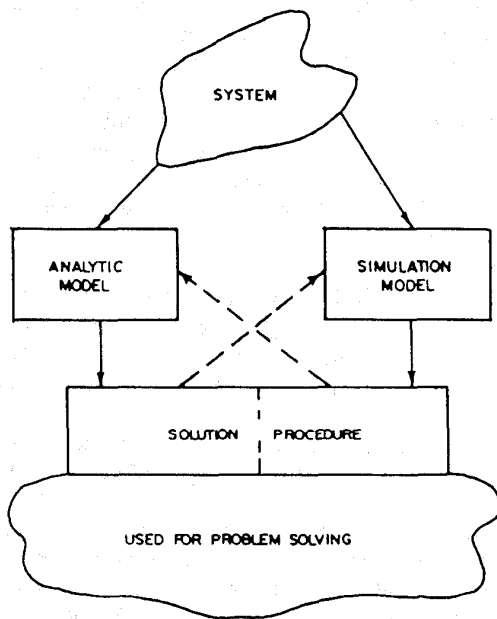 SYSTEM
ANALYTIC
MODEL
SIMULATION
MODEL
SOLUTION PROCEDURE
USED FOR PROBLEM SOLVING